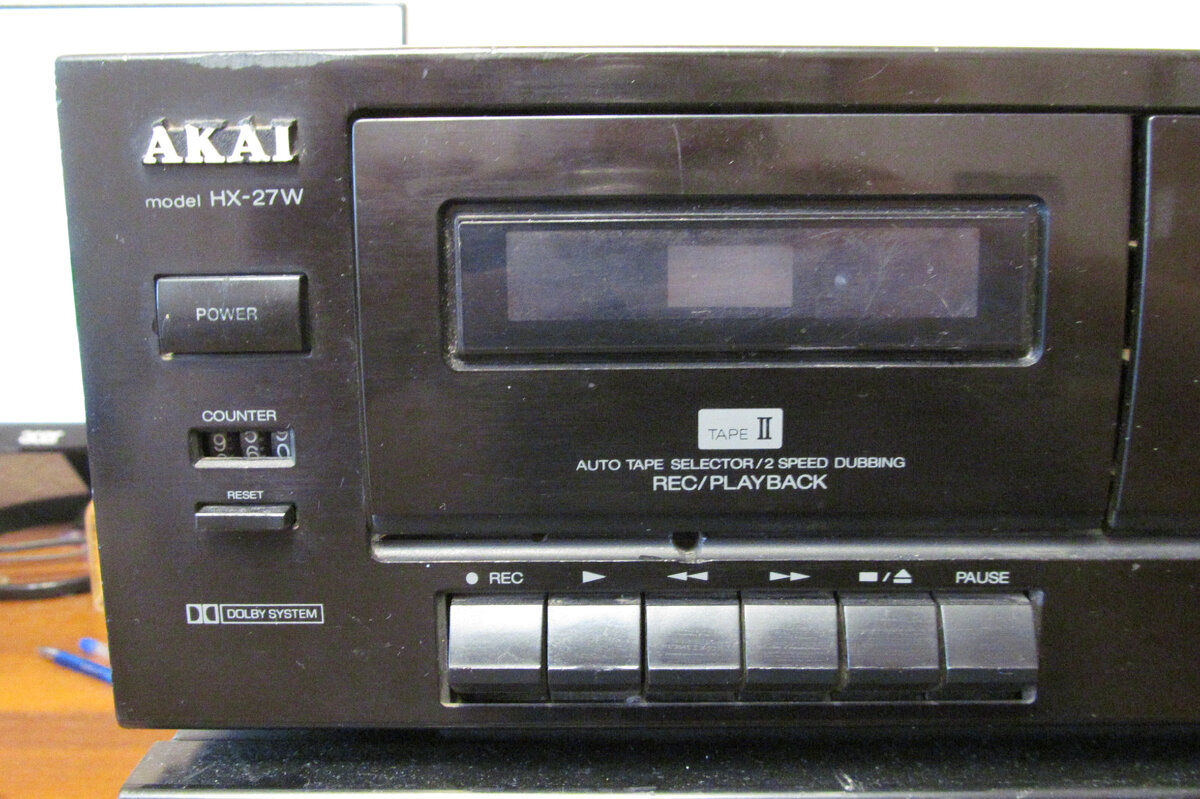 AKAI
model HX-27W
POWER
COUNTER
RESET
DOLBY SYSTEM
TAPE II
AUTO TAPE SELECTOR/2 SPEED DUBBING
REC/PLAYBACK
● REC ▶ ◀◀ ▶▶ ■/⏏ PAUSE
acer